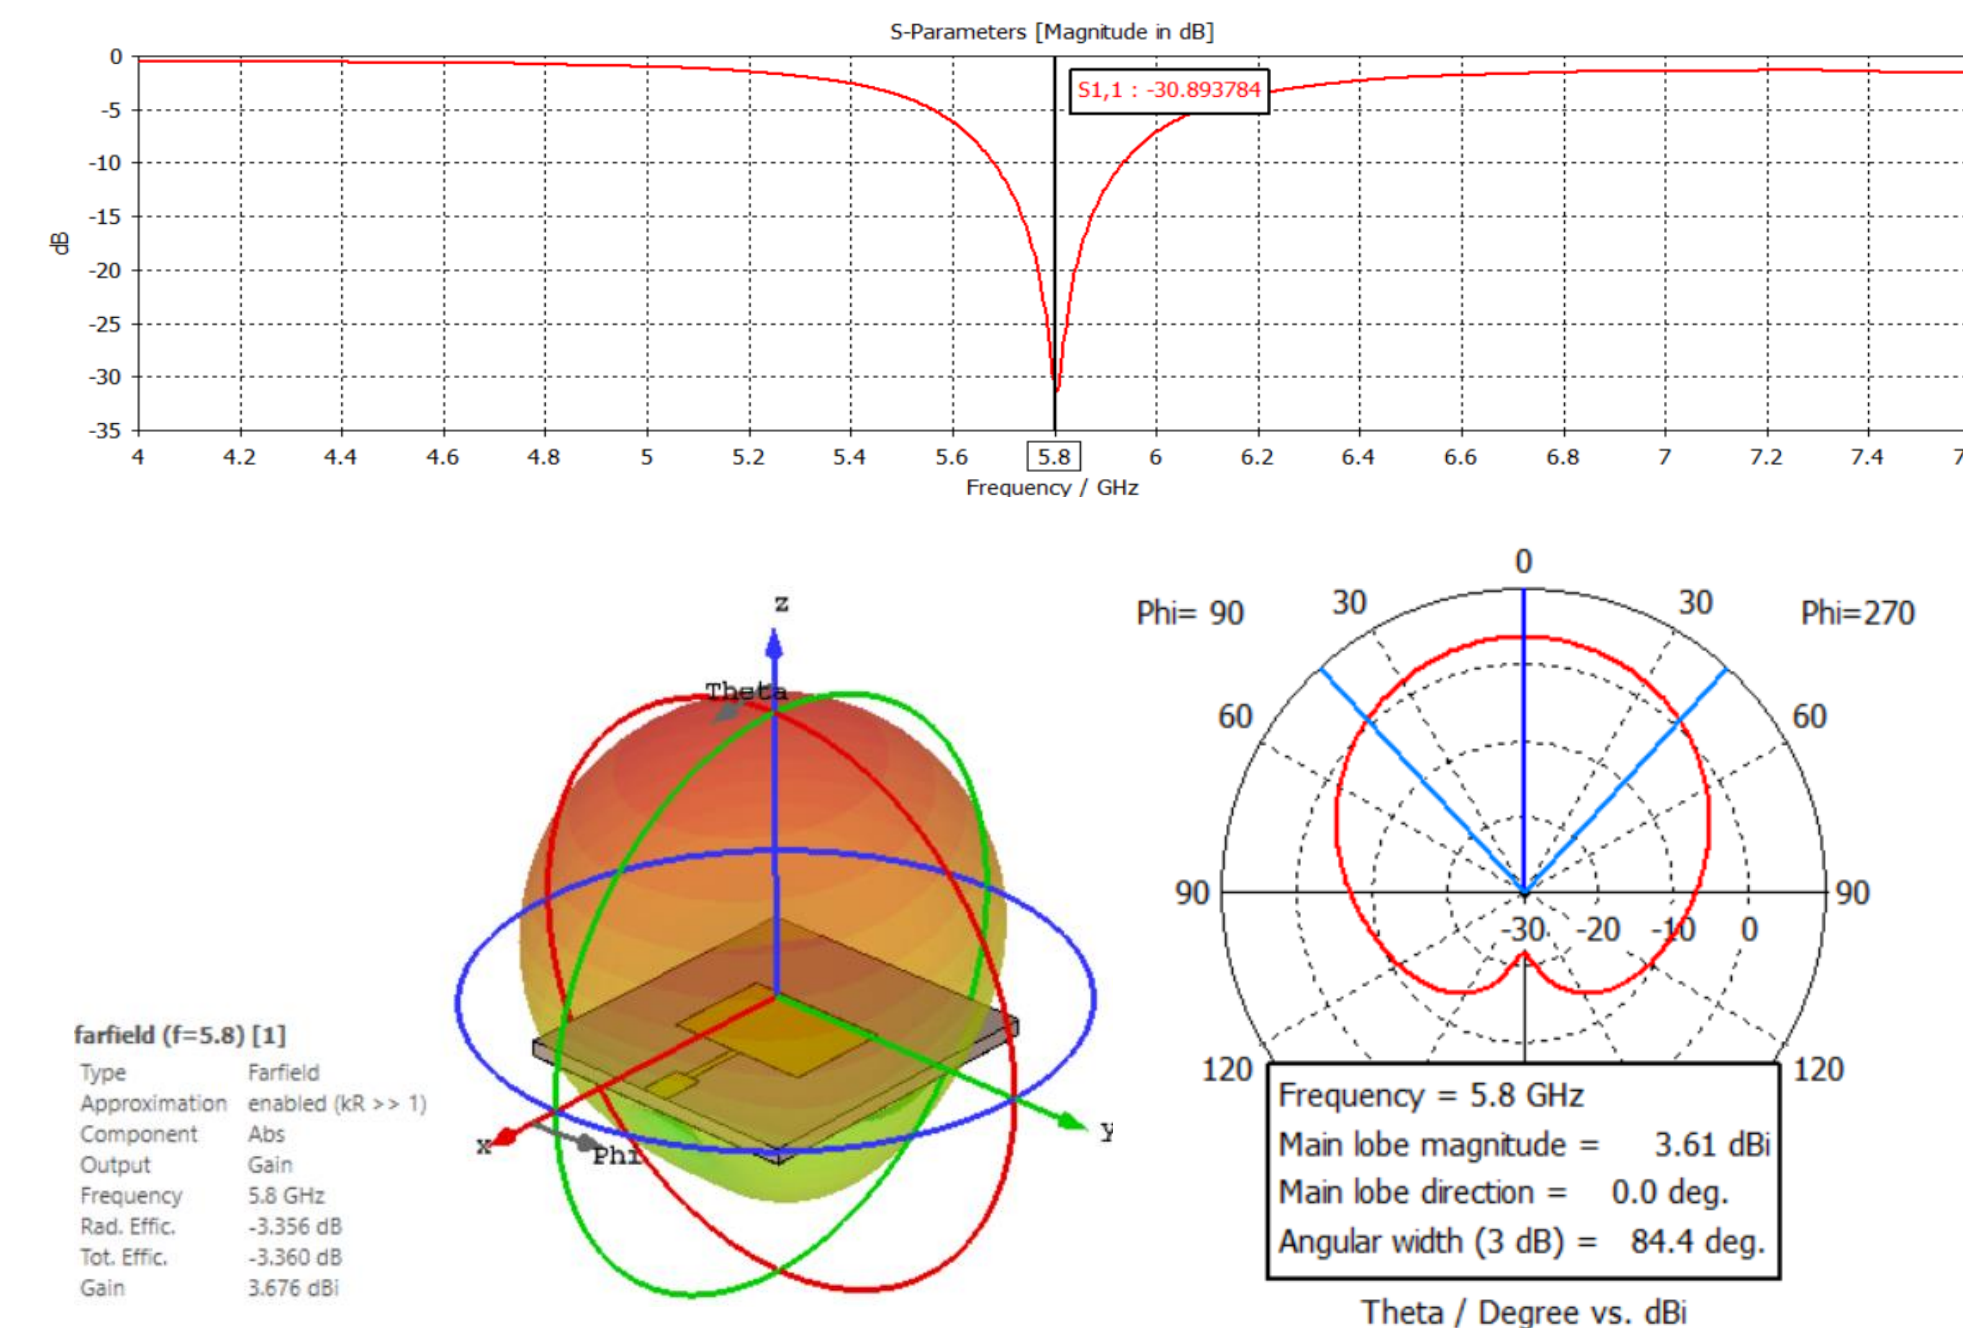 S-Parameters [Magnitude in dB]
S1,1 : -30.893784
0
-5
-10
-15
-20
-25
-30
-35
dB
4 4.2 4.4 4.6 4.8 5 5.2 5.4 5.6 5.8 6 6.2 6.4 6.6 6.8 7 7.2 7.4
Frequency / GHz
z
Theta
x
Phi
y
farfield (f=5.8) [1]
Type Farfield
Approximation enabled (kR >> 1)
Component Abs
Output Gain
Frequency 5.8 GHz
Rad. Effic. -3.356 dB
Tot. Effic. -3.360 dB
Gain 3.676 dBi
0
Phi= 90 30 30 Phi=270
60 60
90 90
-30 -20 -10 0
120 120
Frequency = 5.8 GHz
Main lobe magnitude = 3.61 dBi
Main lobe direction = 0.0 deg.
Angular width (3 dB) = 84.4 deg.
Theta / Degree vs. dBi